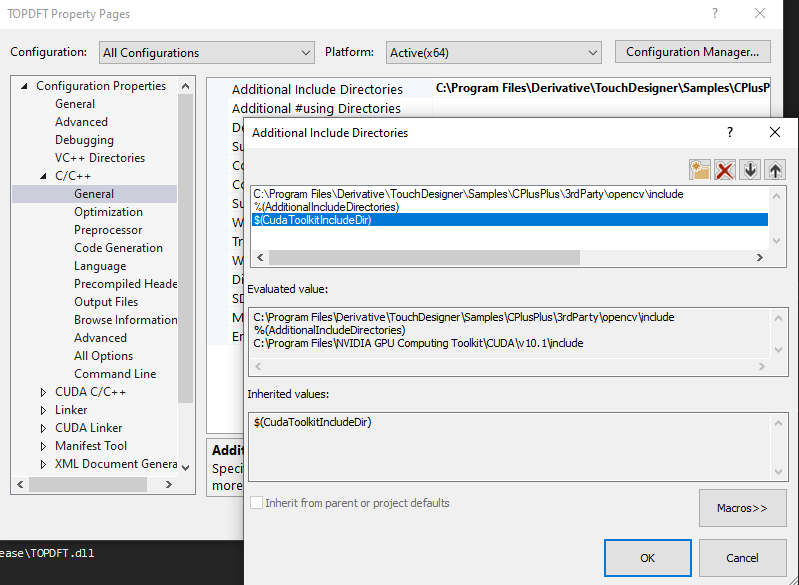 TOPDFT Property Pages
Configuration: All Configurations Platform: Active(x64) Configuration Manager...
Configuration Properties
General
Advanced
Debugging
VC++ Directories
C/C++
General
Optimization
Preprocessor
Code Generation
Language
Precompiled Heade
Output Files
Browse Information
Advanced
All Options
Command Line
CUDA C/C++
Linker
CUDA Linker
Manifest Tool
XML Document Genera
Additional Include Directories C:\Program Files\Derivative\TouchDesigner\Samples\CPlusP
Additional #using Directories
De
Su
Co
Co
Su
W
Tr
W
Di
SD
M
En
Addit
Speci
more
Additional Include Directories
C:\Program Files\Derivative\TouchDesigner\Samples\CPlusPlus\3rdParty\opencv\include
%(AdditionalIncludeDirectories)
$(CudaToolkitIncludeDir)
Evaluated value:
C:\Program Files\Derivative\TouchDesigner\Samples\CPlusPlus\3rdParty\opencv\include
%(AdditionalIncludeDirectories)
C:\Program Files\NVIDIA GPU Computing Toolkit\CUDA\v10.1\include
Inherited values:
$(CudaToolkitIncludeDir)
Inherit from parent or project defaults
Macros>>
OK Cancel
ease\TOPDFT.dll